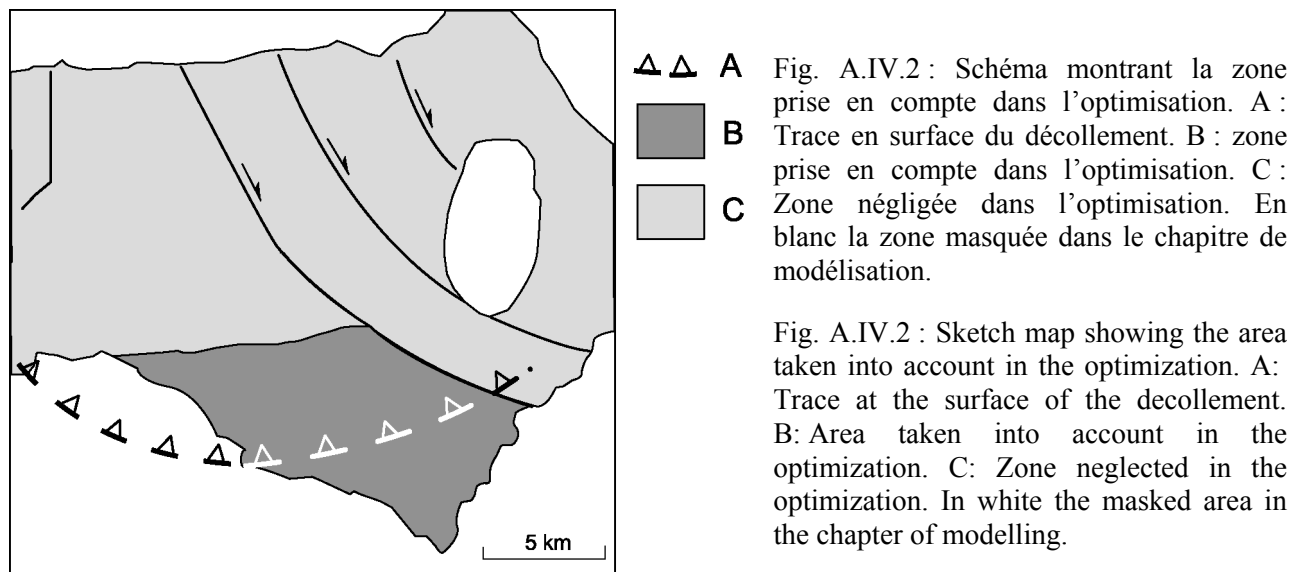 A
B
C
5 km
Fig. A.IV.2 : Schéma montrant la zone
prise en compte dans l’optimisation. A :
Trace en surface du décollement. B : zone
prise en compte dans l’optimisation. C :
Zone négligée dans l’optimisation. En
blanc la zone masquée dans le chapitre de
modélisation.
Fig. A.IV.2 : Sketch map showing the area
taken into account in the optimization. A:
Trace at the surface of the decollement.
B: Area taken into account in the
optimization. C: Zone neglected in the
optimization. In white the masked area in
the chapter of modelling.